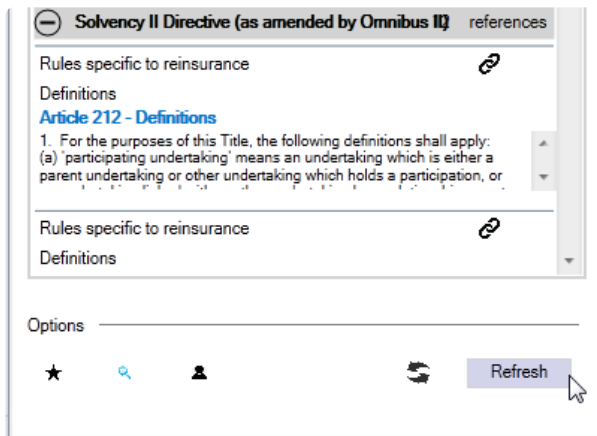 Solvency II Directive (as amended by Omnibus II) references
Rules specific to reinsurance
Definitions
Article 212 - Definitions
1. For the purposes of this Title, the following definitions shall apply:
(a) 'participating undertaking' means an undertaking which is either a
parent undertaking or other undertaking which holds a participation, or
Rules specific to reinsurance
Definitions
Options
Refresh